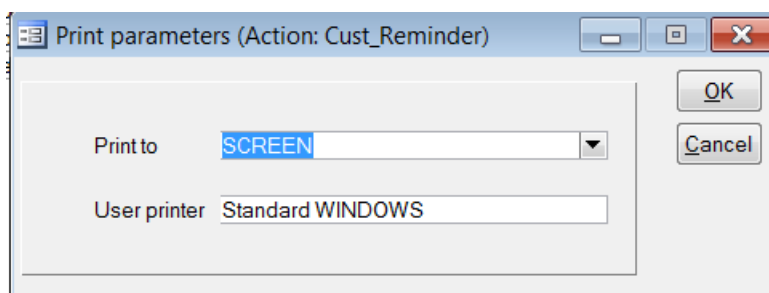 Print parameters (Action: Cust_Reminder)
OK
Print to SCREEN
Cancel
User printer Standard WINDOWS